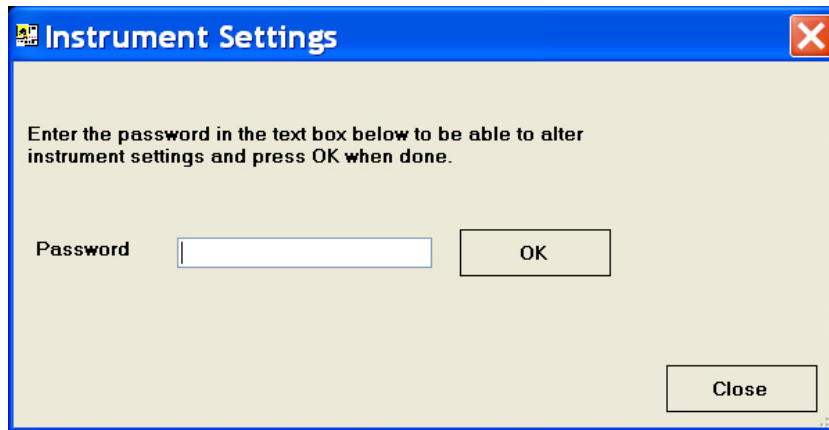 Instrument Settings
Enter the password in the text box below to be able to alter
instrument settings and press OK when done.
Password
OK
Close